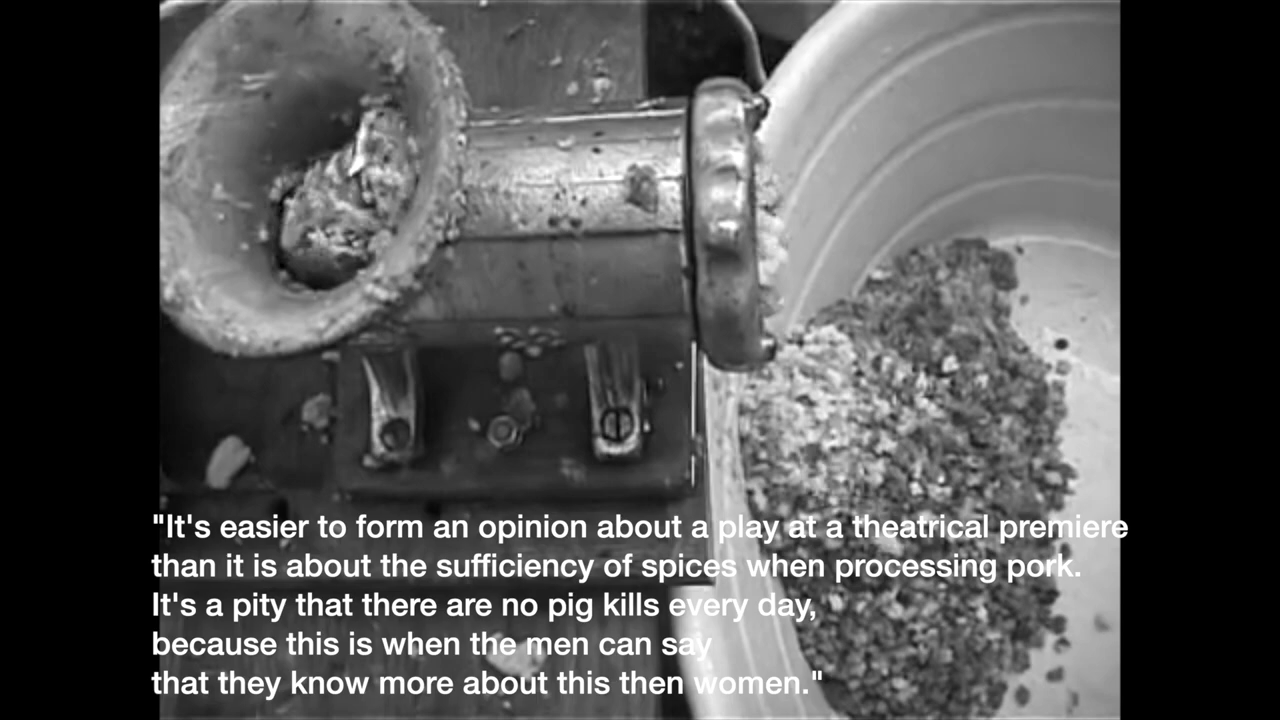 "It's easier to form an opinion about a play at a theatrical premiere
than it is about the sufficiency of spices when processing pork.
It's a pity that there are no pig kills every day,
because this is when the men can say
that they know more about this then women."